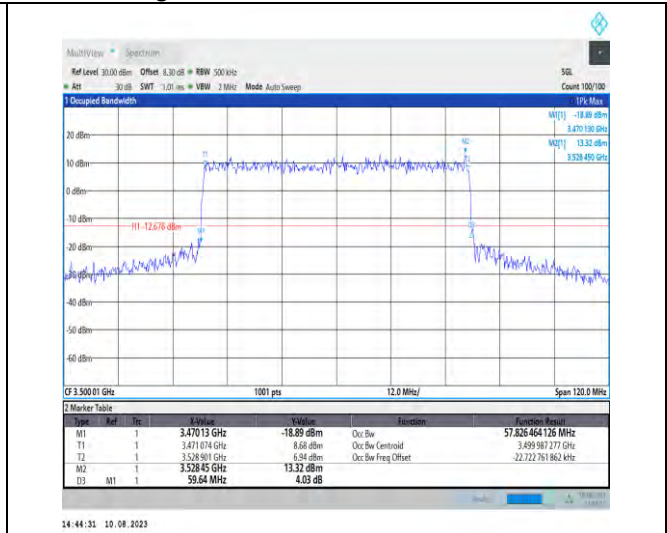 MultiView Spectrum
Ref Level 30.00 dBm Offset 8.30 dB RBW 500 kHz SGL
Att 30 dB SWT 1.01 ms VBW 2 MHz Mode Auto Sweep Count 100/100
1 Occupied Bandwidth 1Pk Max
M1[1] -18.89 dBm
3.470 130 GHz
M2[1] 13.32 dBm
3.528 450 GHz
20 dBm
M2
T1
10 dBm
0 dBm
-10 dBm
H1 -12.676 dBm
-20 dBm
-30 dBm
-40 dBm
-50 dBm
-60 dBm
CF 3.500 01 GHz 1001 pts 12.0 MHz/ Span 120.0 MHz
2 Marker Table
Type Ref Trc X-Value Y-Value Function Function Result
M1 1 3.47013 GHz -18.89 dBm Occ Bw 57.826 464 126 MHz
T1 1 3.471 074 GHz 8.68 dBm Occ Bw Centroid 3.499 987 277 GHz
T2 1 3.528 901 GHz 6.94 dBm Occ Bw Freq Offset -22.722 761 862 kHz
M2 1 3.52845 GHz 13.32 dBm
D3 M1 1 59.64 MHz 4.03 dB
14:44:31 10.08.2023